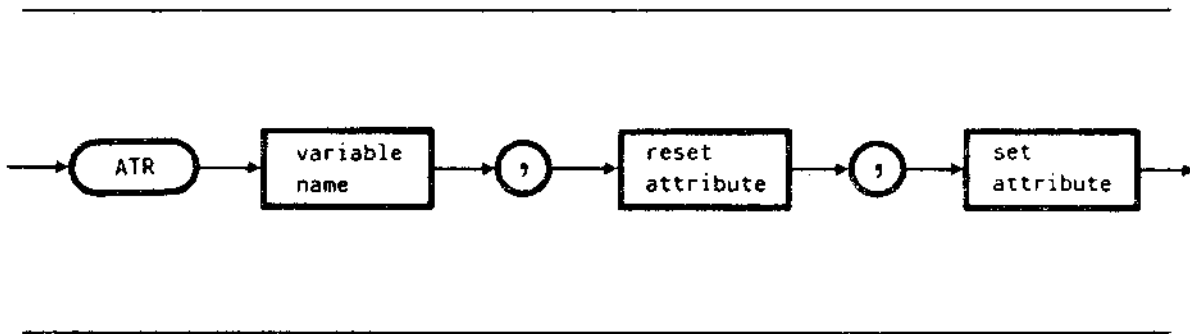 ATR
variable
name
,
reset
attribute
,
set
attribute